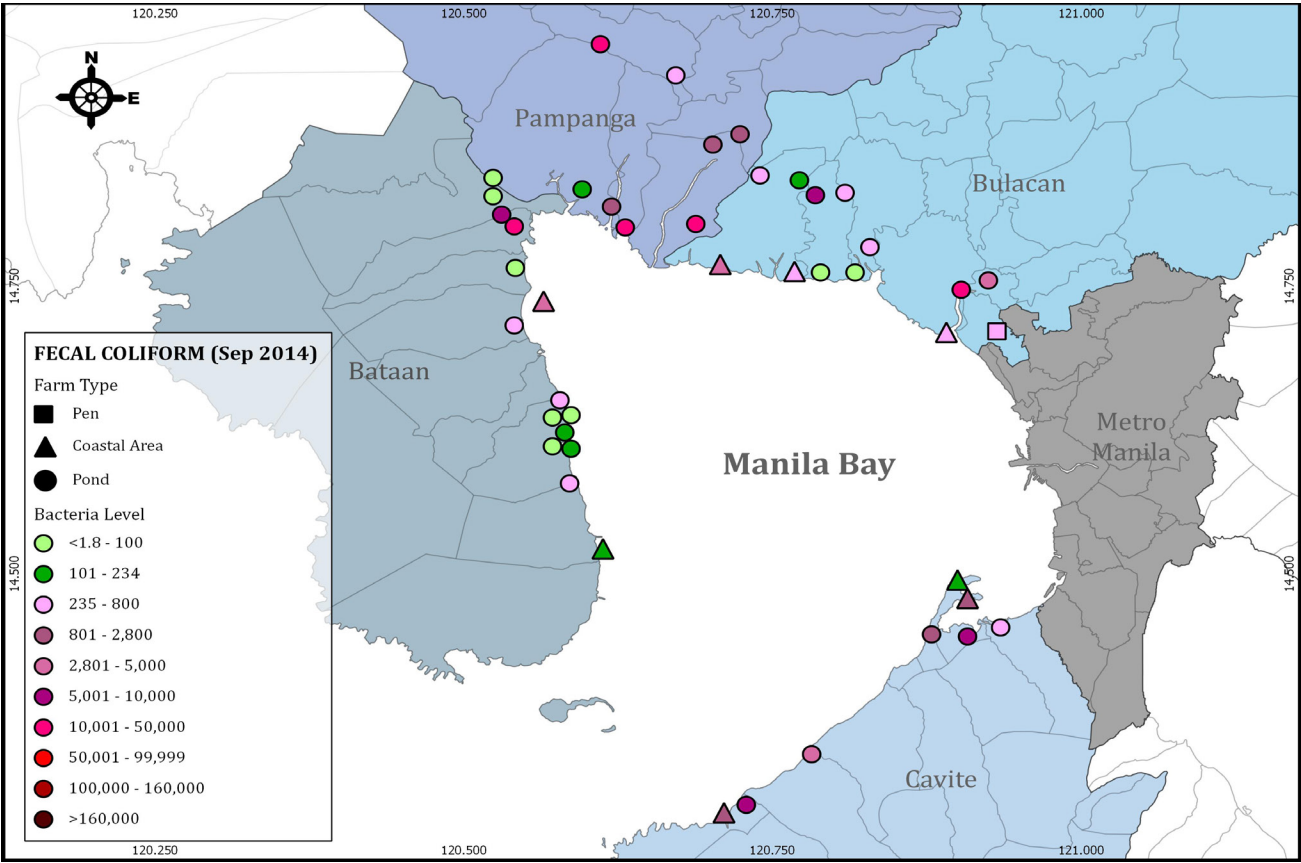 120.250 120.500 120.750 121.000
N
E
Pampanga
Bulacan
14.750 14.750
FECAL COLIFORM (Sep 2014)
Farm Type
Pen
Coastal Area
Pond
Bacteria Level
<1.8 - 100
101 - 234
235 - 800
801 - 2,800
2,801 - 5,000
5,001 - 10,000
10,001 - 50,000
50,001 - 99,999
100,000 - 160,000
>160,000
Bataan
Metro
Manila
Manila Bay
14.500 14.500
Cavite
120.250 120.500 120.750 121.000